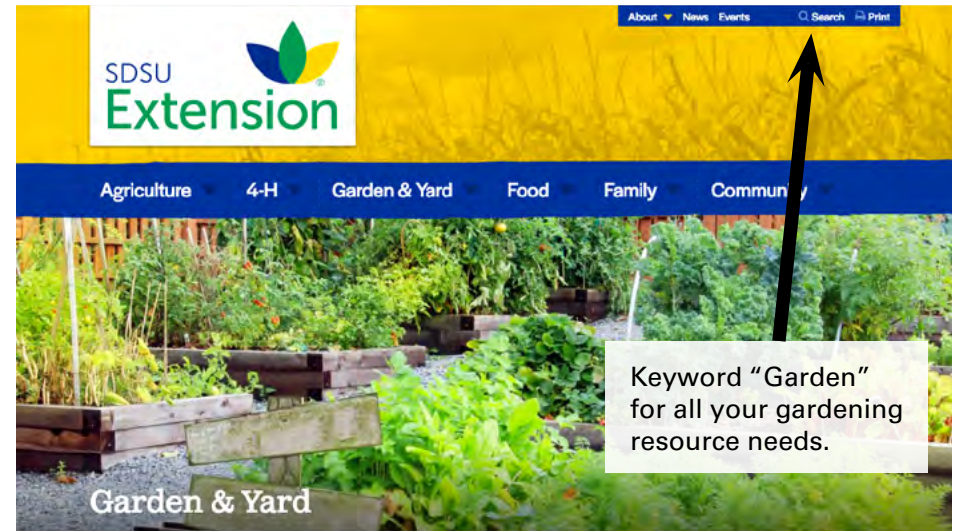 About News Events Search Print
SDSU
Extension
Agriculture 4-H Garden & Yard Food Family Community
Keyword “Garden”
for all your gardening
resource needs.
Garden & Yard